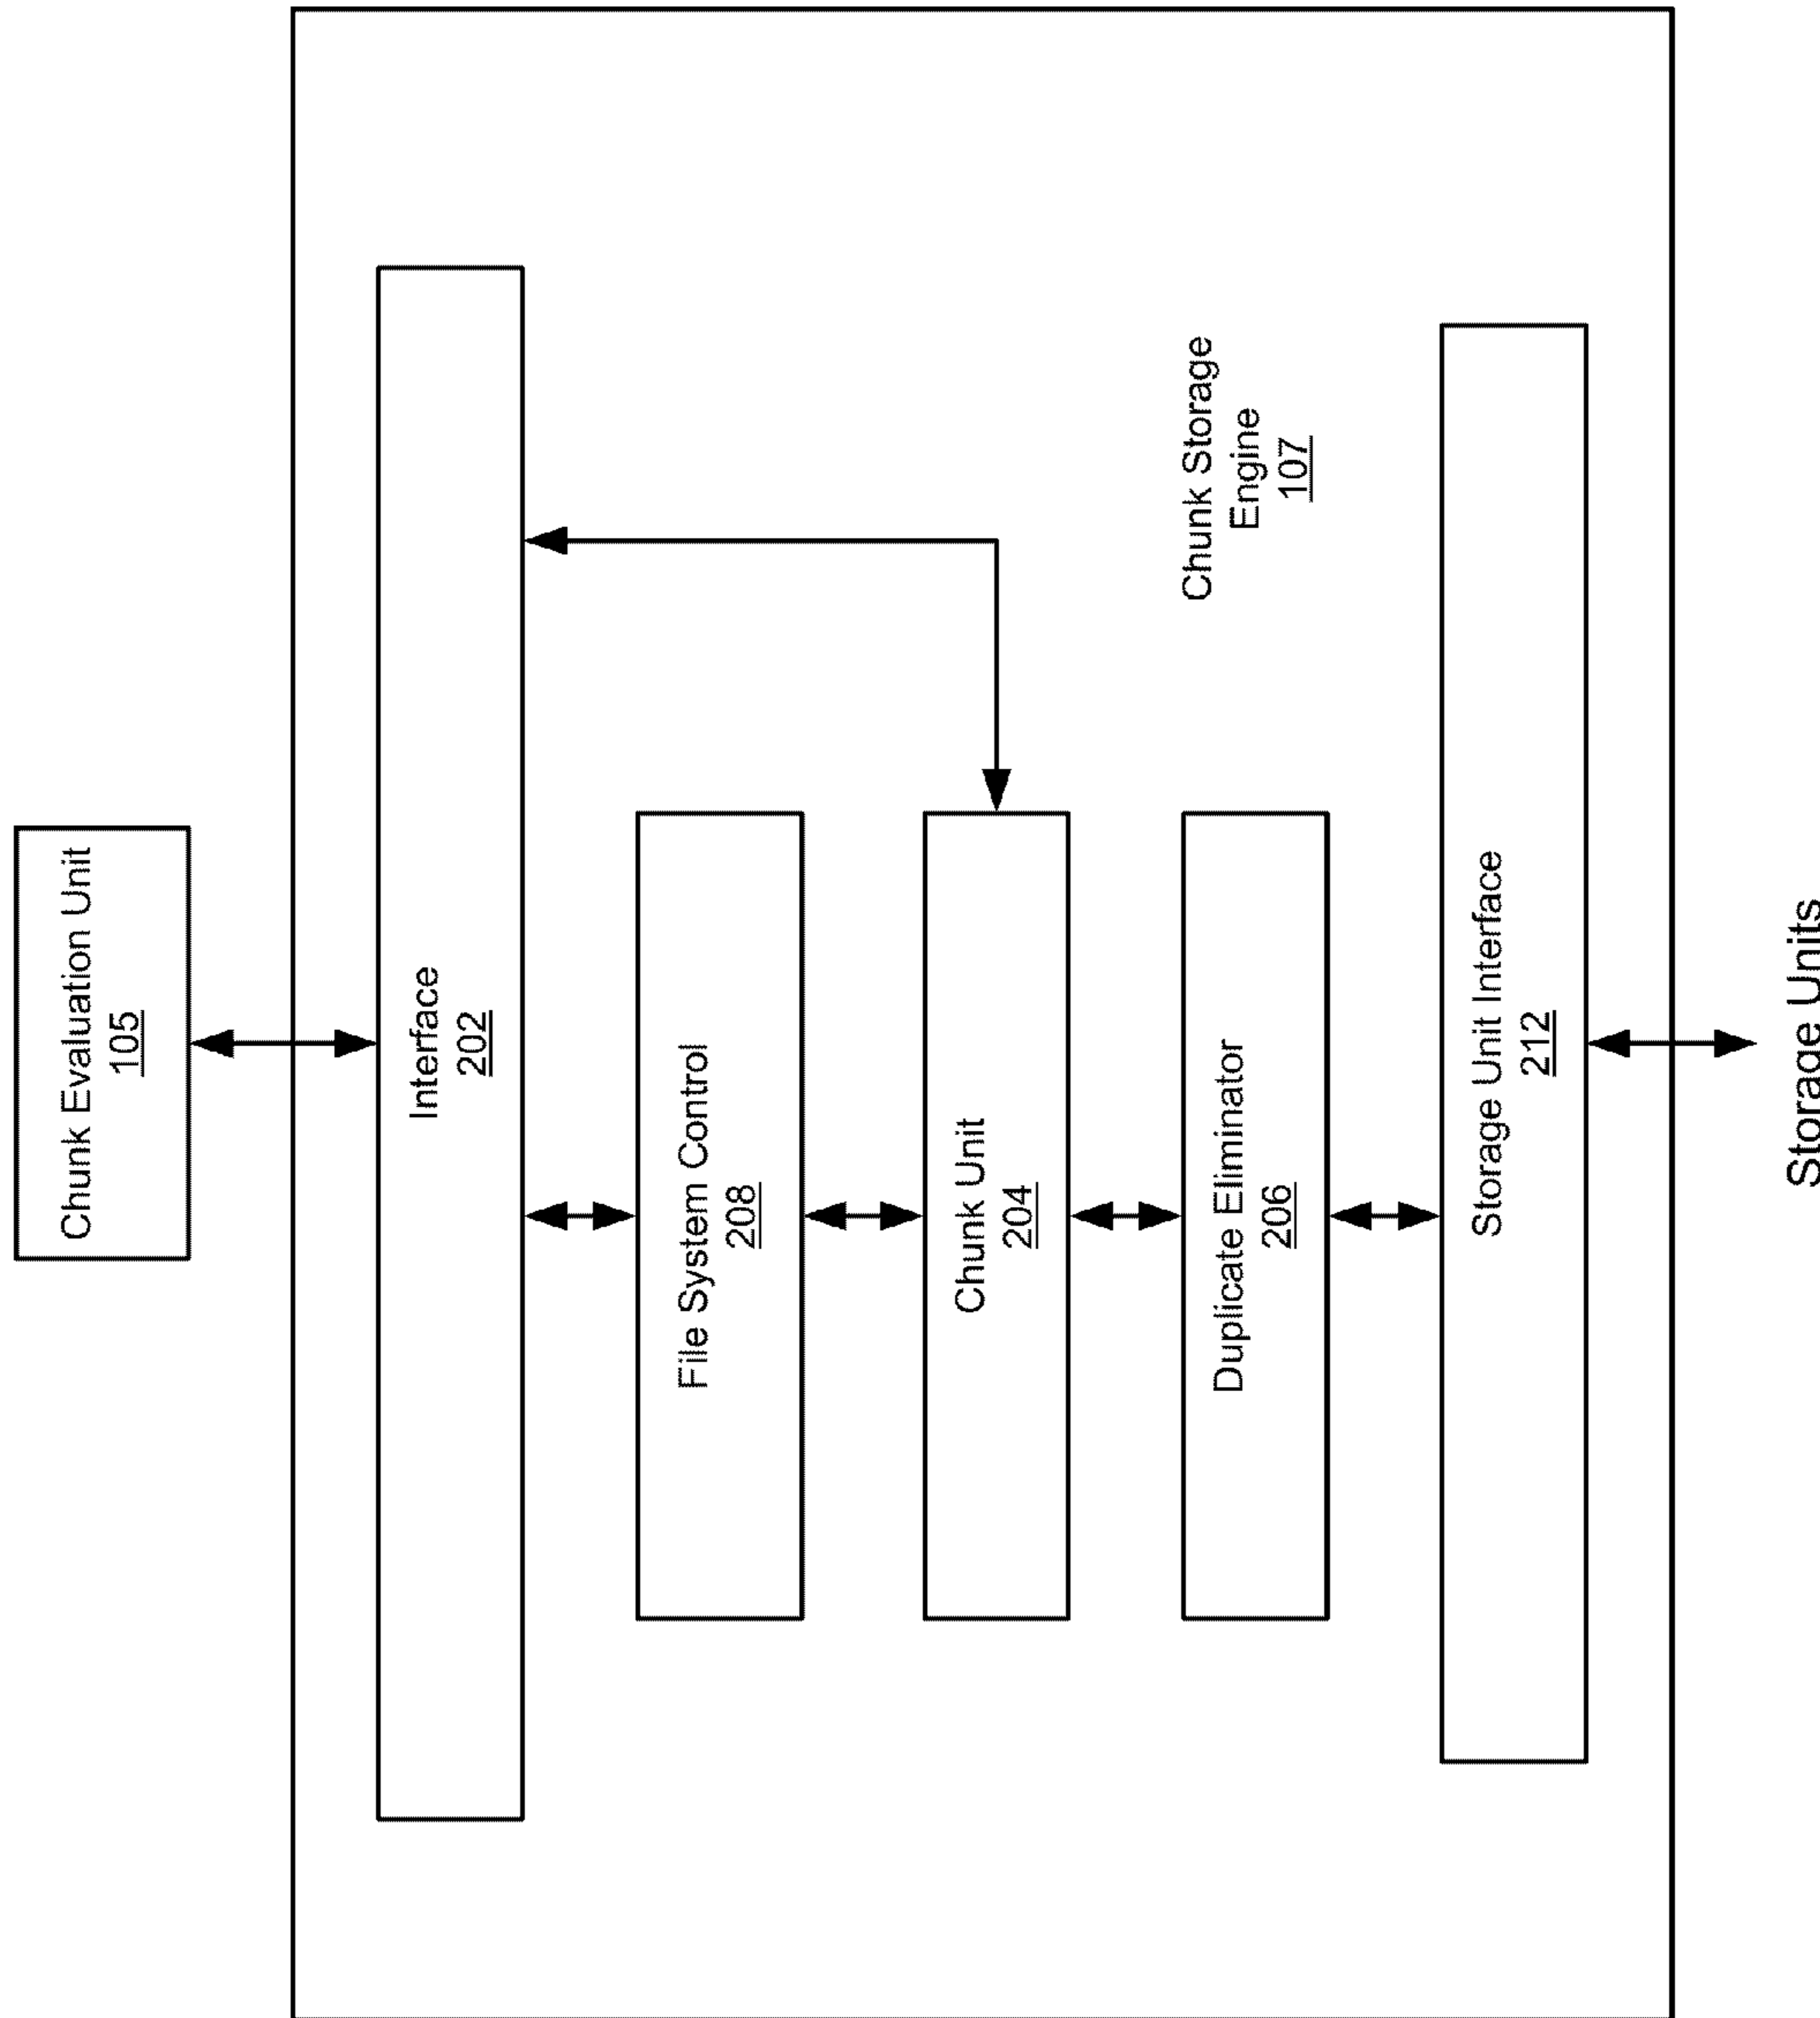 Chunk Evaluation Unit
105
Interface
202
File System Control
208
Chunk Unit
204
Duplicate Eliminator
206
Chunk Storage
Engine
107
Storage Unit Interface
212
Storage Units